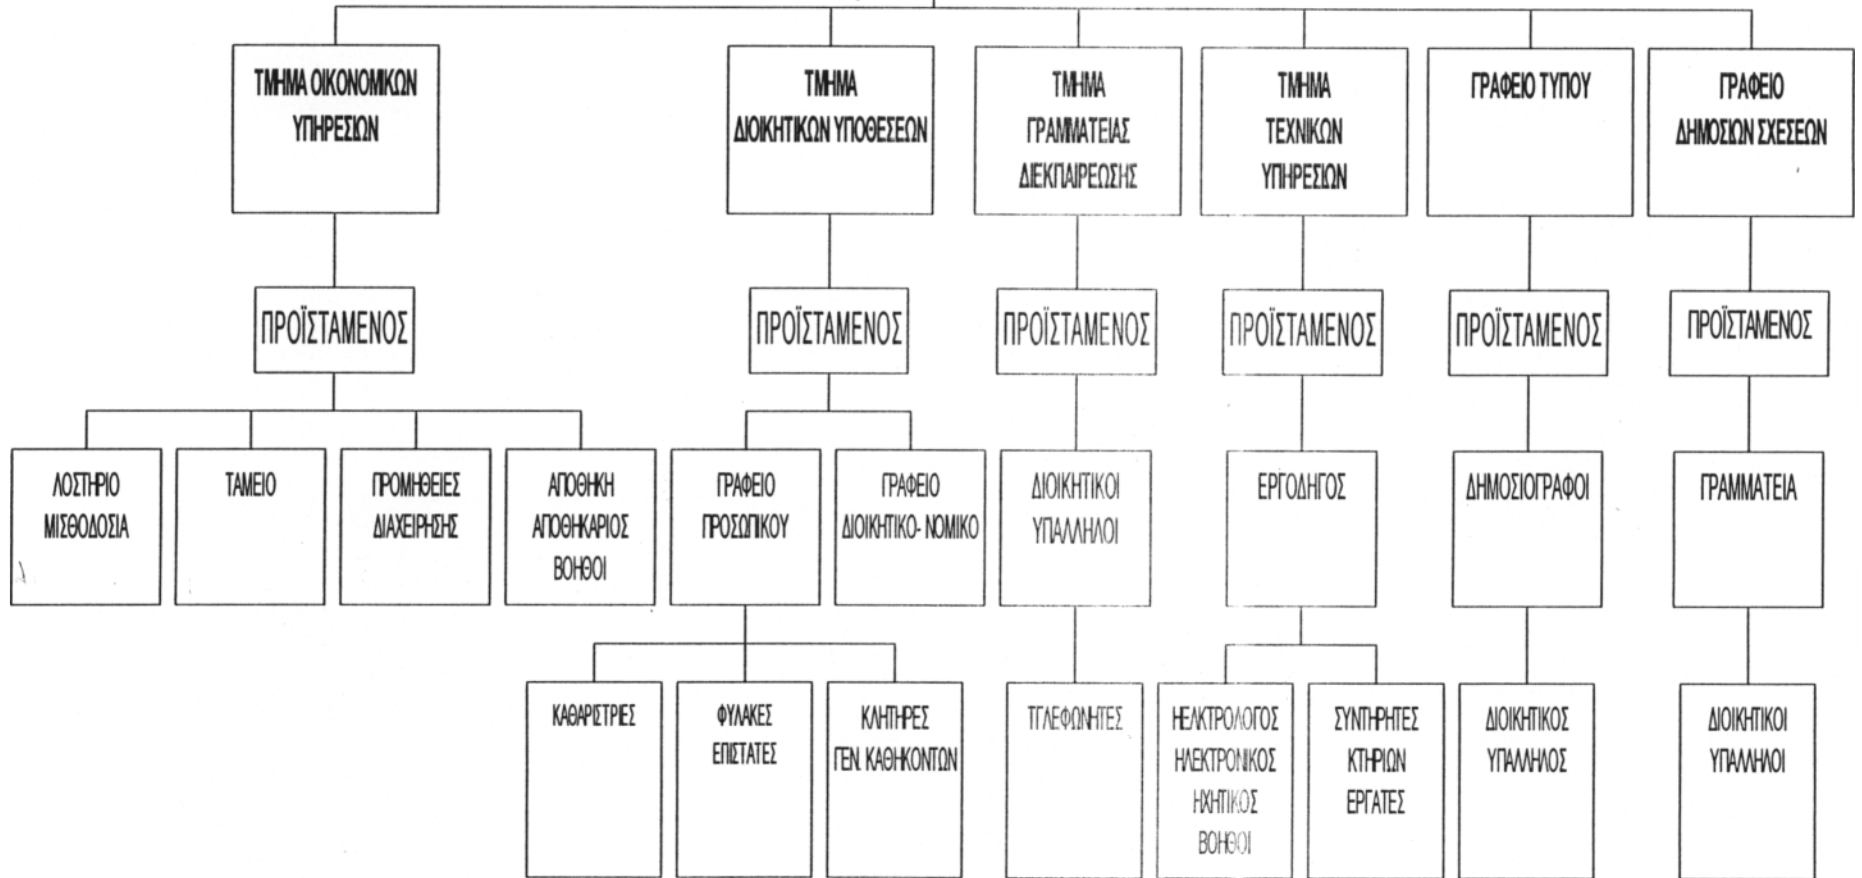 ΤΜΗΜΑ ΟΙΚΟΝΟΜΙΚΩΝ
ΥΠΗΡΕΣΙΩΝ
ΤΜΗΜΑ
ΔΙΟΙΚΗΤΙΚΩΝ ΥΠΟΘΕΣΕΩΝ
ΤΜΗΜΑ
ΓΡΑΜΜΑΤΕΙΑΣ
ΔΙΕΚΠΑΙΡΕΩΣΗΣ
ΤΜΗΜΑ
ΤΕΧΝΙΚΩΝ
ΥΠΗΡΕΣΙΩΝ
ΓΡΑΦΕΙΟ ΤΥΠΟΥ
ΓΡΑΦΕΙΟ
ΔΗΜΟΣΙΩΝ ΣΧΕΣΕΩΝ
ΠΡΟΪΣΤΑΜΕΝΟΣ
ΠΡΟΪΣΤΑΜΕΝΟΣ
ΠΡΟΪΣΤΑΜΕΝΟΣ
ΠΡΟΪΣΤΑΜΕΝΟΣ
ΠΡΟΪΣΤΑΜΕΝΟΣ
ΠΡΟΪΣΤΑΜΕΝΟΣ
ΛΟΣΤΗΡΙΟ
ΜΙΣΘΟΔΟΣΙΑ
ΤΑΜΕΙΟ
ΠΡΟΜΗΘΕΙΕΣ
ΔΙΑΧΕΙΡΗΣΗΣ
ΑΠΟΘΗΚΗ
ΑΠΟΘΗΚΑΡΙΟΣ
ΒΟΗΘΟΙ
ΓΡΑΦΕΙΟ
ΠΡΟΣΩΠΙΚΟΥ
ΓΡΑΦΕΙΟ
ΔΙΟΙΚΗΤΙΚΟ- ΝΟΜΙΚΟ
ΔΙΟΙΚΗΤΙΚΟΙ
ΥΠΑΛΛΗΛΟΙ
ΕΡΓΟΔΗΓΟΣ
ΔΗΜΟΣΙΟΓΡΑΦΟΙ
ΓΡΑΜΜΑΤΕΙΑ
ΚΑΘΑΡΙΣΤΡΙΕΣ
ΦΥΛΑΚΕΣ
ΕΠΙΣΤΑΤΕΣ
ΚΛΗΤΗΡΕΣ
ΓΕΝ. ΚΑΘΗΚΟΝΤΩΝ
ΤΓΛΕΦΩΝΗΤΕΣ
ΗΕΛΚΤΡΟΛΟΓΟΣ
ΗΛΕΚΤΡΟΝΙΚΟΣ
ΗΧΗΤΙΚΟΣ
ΒΟΗΘΟΙ
ΣΥΝΤΗΡΗΤΕΣ
ΚΤΗΡΙΩΝ
ΕΡΓΑΤΕΣ
ΔΙΟΙΚΗΤΙΚΟΣ
ΥΠΑΛΛΗΛΟΣ
ΔΙΟΙΚΗΤΙΚΟΙ
ΥΠΑΛΛΗΛΟΙ